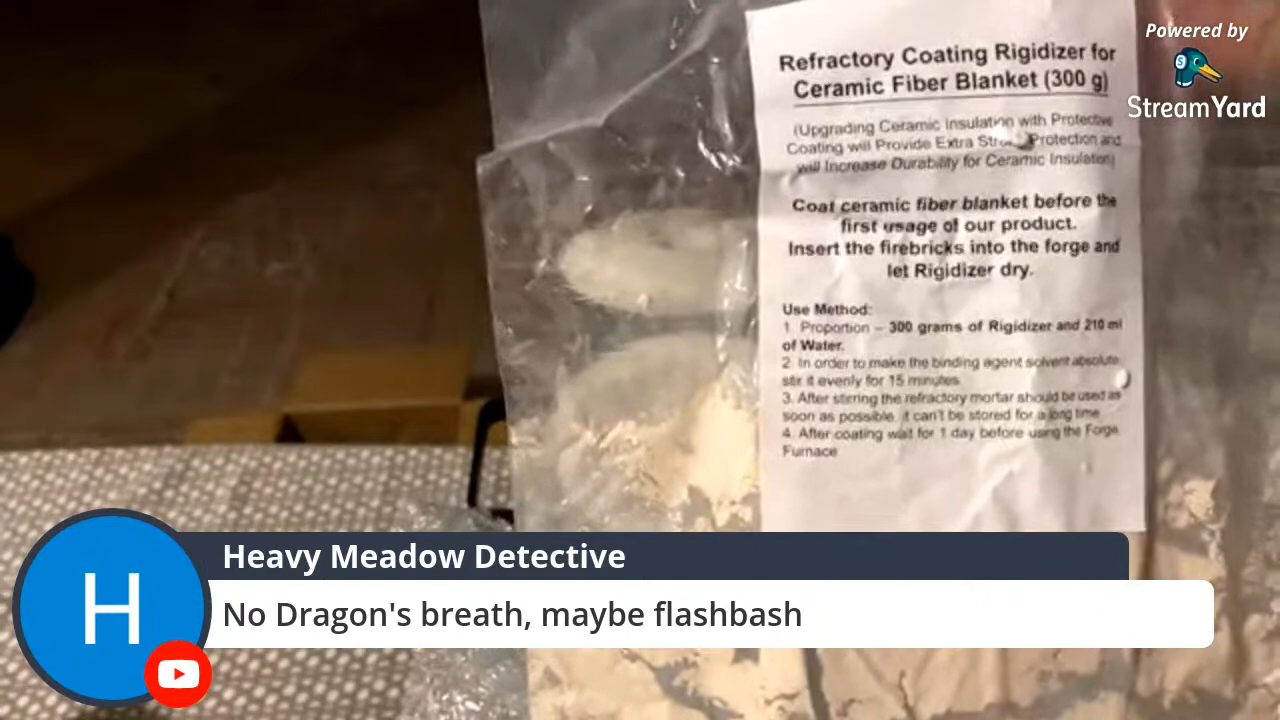 Powered by
StreamYard
Refractory Coating Rigidizer for
Ceramic Fiber Blanket (300 g)
(Upgrading Ceramic Insulation with Protective
Coating will Provide Extra Protection and
will Increase Durability for Ceramic Insulation)
Coat ceramic fiber blanket before the
first usage of our product.
Insert the firebricks into the forge and
let Rigidizer dry.
Use Method:
1. Proportion – 300 grams of Rigidizer and 210 ml
of Water.
2. In order to make the binding agent solvent absolute
stir it evenly for 15 minutes
3. After stirring the refractory mortar should be used as
soon as possible, it can't be stored for a long time
4. After coating wait for 1 day before using the Forge
Furnace
Heavy Meadow Detective
H
No Dragon's breath, maybe flashbash